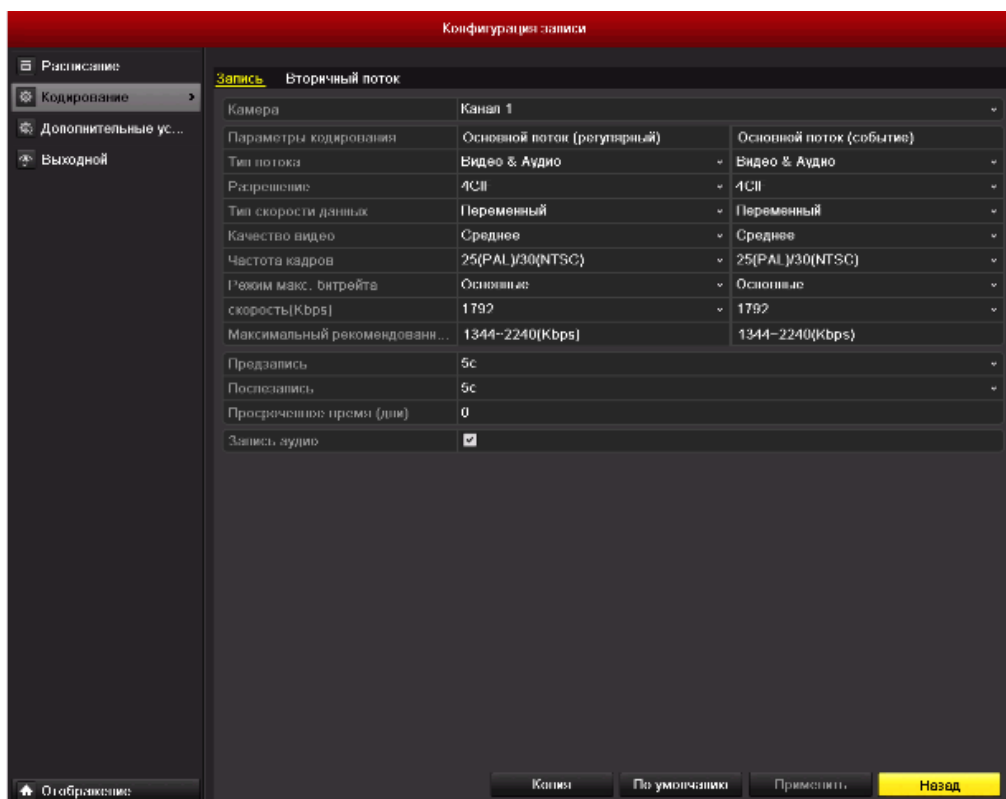 Конфигурация записи
Расписание
Кодирование
Дополнительные ус...
Выходной
Отображение
Запись Вторичный поток
Камера Канал 1
Параметры кодирования Основной поток (регулярный) Основной поток (событие)
Тип потока Видео & Аудио Видео & Аудио
Разрешение 4CIF 4CIF
Тип скорости данных Переменный Переменный
Качество видео Среднее Среднее
Частота кадров 25(PAL)/30(NTSC) 25(PAL)/30(NTSC)
Режим макс. битрейта Основные Основные
скорость(Kbps) 1792 1792
Максимальный рекомендованн... 1344~2240(Kbps) 1344~2240(Kbps)
Предзапись 5с
Послезапись 5с
Просроченное время (дни) 0
Запись аудио
Копия По умолчанию Применить Назад